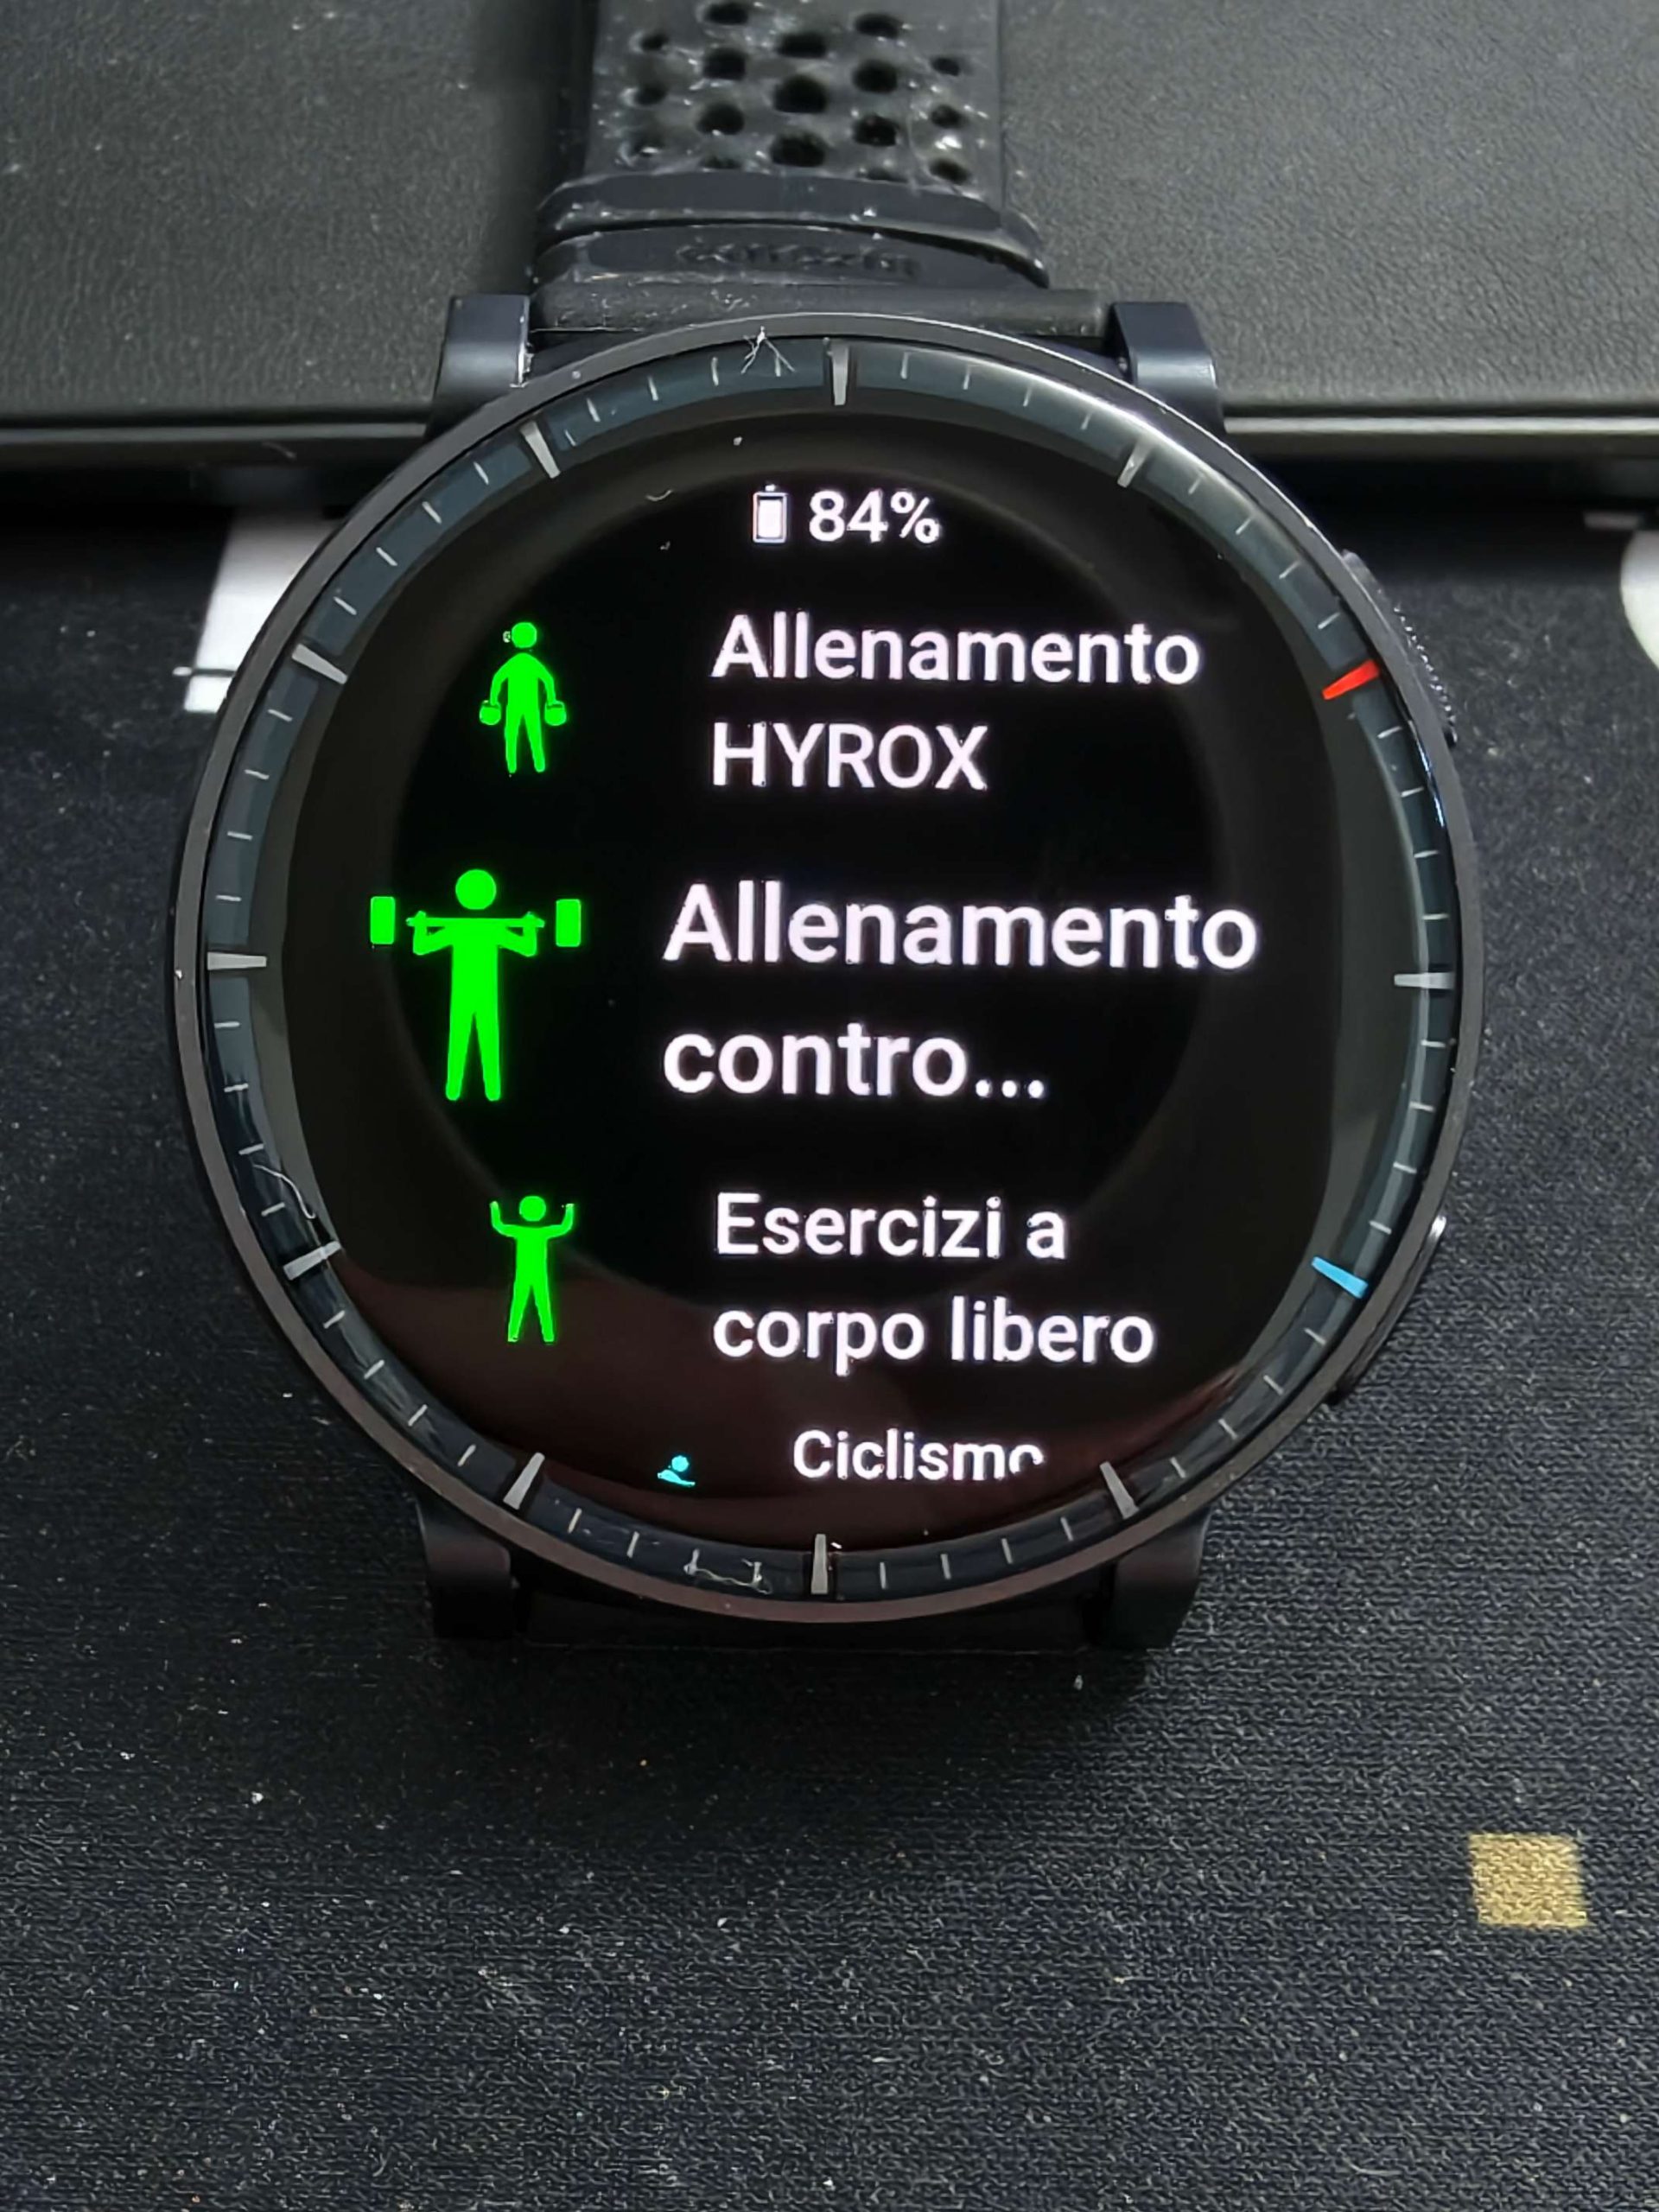 84%
Allenamento
HYROX
Allenamento
contro...
Esercizi a
corpo libero
Ciclismo